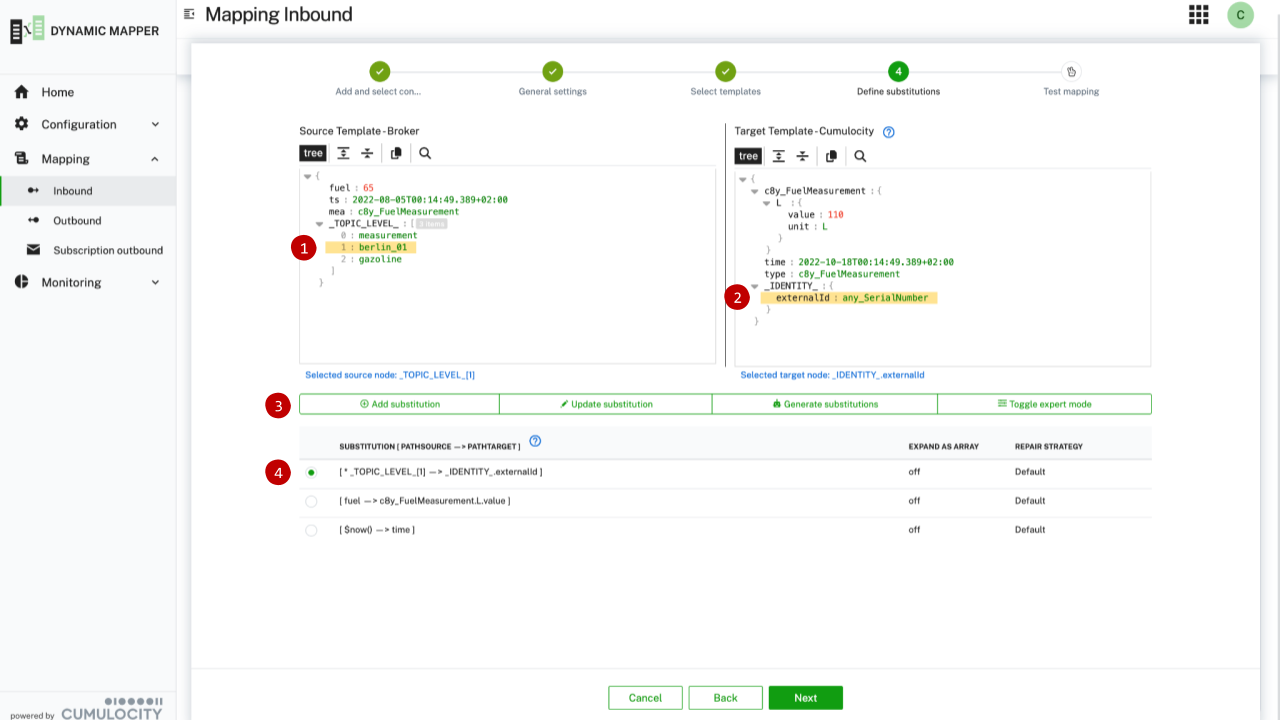 DYNAMIC MAPPER
Mapping Inbound
C
Home
Configuration
Mapping
Inbound
Outbound
Subscription outbound
Monitoring
powered by CUMULOCITY
4
Add and select con...
General settings
Select templates
Define substitutions
Test mapping
Source Template - Broker
tree
{
fuel : 65
ts : 2022-08-05T00:14:49.389+02:00
mea : c8y_FuelMeasurement
_TOPIC_LEVEL_ : [ 3 items
0 : measurement
1
1 : berlin_01
2 : gazoline
]
}
Selected source node: _TOPIC_LEVEL_[1]
Target Template - Cumulocity
tree
{
c8y_FuelMeasurement : {
L : {
value : 110
unit : L
}
}
time : 2022-10-18T00:14:49.389+02:00
type : c8y_FuelMeasurement
_IDENTITY_ : {
2
externalId : any_SerialNumber
}
}
Selected target node: _IDENTITY_.externalId
3
Add substitution
Update substitution
Generate substitutions
Toggle expert mode
SUBSTITUTION [ PATHSOURCE —> PATHTARGET ]
EXPAND AS ARRAY
REPAIR STRATEGY
4
[ * _TOPIC_LEVEL_[1] —> _IDENTITY_.externalId ]
off
Default
[ fuel —> c8y_FuelMeasurement.L.value ]
off
Default
[ $now() —> time ]
off
Default
Cancel
Back
Next